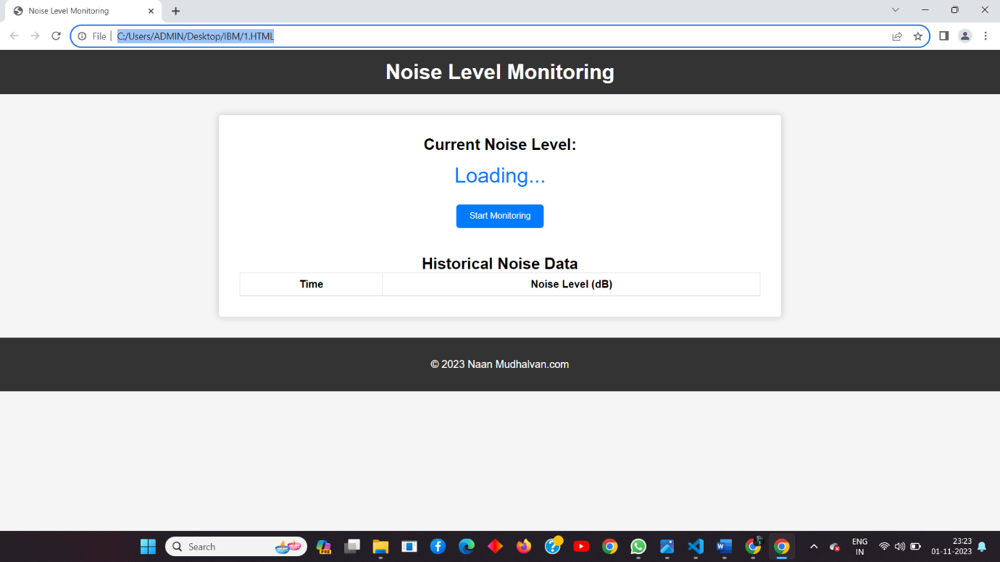 Noise Level Monitoring
File
C:/Users/ADMIN/Desktop/IBM/1.HTML
Noise Level Monitoring
Current Noise Level:
Loading...
Start Monitoring
Historical Noise Data
Time Noise Level (dB)
© 2023 Naan Mudhalvan.com
Search
PRE
ENG
IN
23:23
01-11-2023